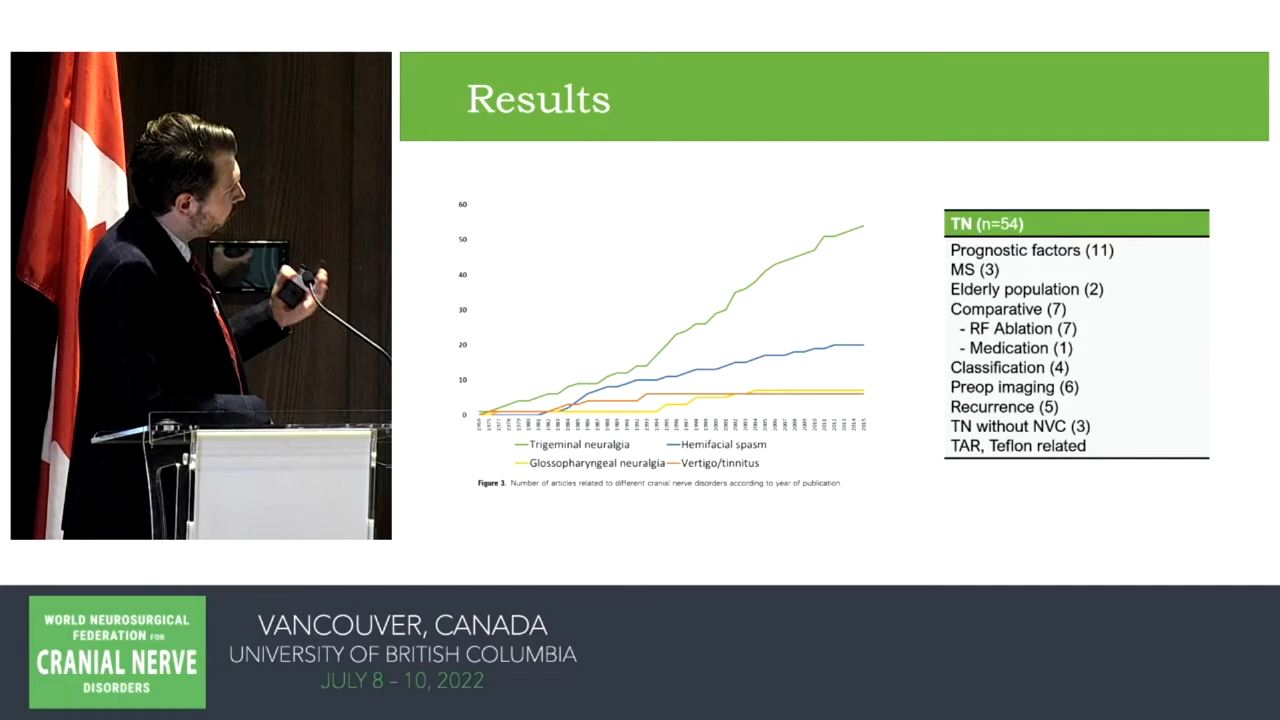 Results
60
50
40
30
20
10
0
Trigeminal neuralgia
Hemifacial spasm
Glossopharyngeal neuralgia
Vertigo/tinnitus
Figure 3. Number of articles related to different cranial nerve disorders according to year of publication.
TN (n=54)
Prognostic factors (11)
MS (3)
Elderly population (2)
Comparative (7)
- RF Ablation (7)
- Medication (1)
Classification (4)
Preop imaging (6)
Recurrence (5)
TN without NVC (3)
TAR, Teflon related
WORLD NEUROSURGICAL
FEDERATION FOR
CRANIAL NERVE
DISORDERS
VANCOUVER, CANADA
UNIVERSITY OF BRITISH COLUMBIA
JULY 8 – 10, 2022